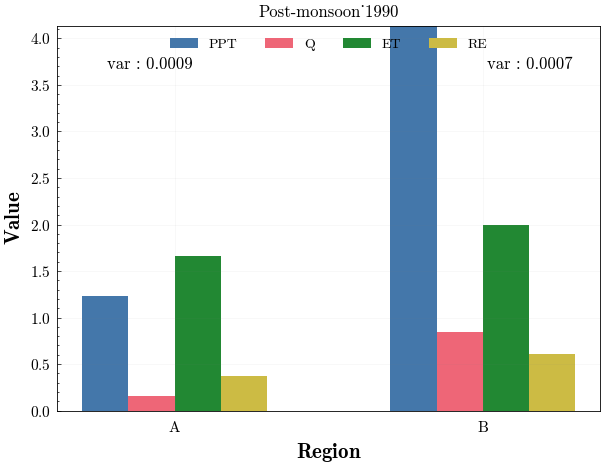 Post-monsoon˙1990
PPT Q ET RE
var : 0.0009 var : 0.0007
4.0
3.5
3.0
2.5
2.0
1.5
1.0
0.5
0.0
Value
A B
Region